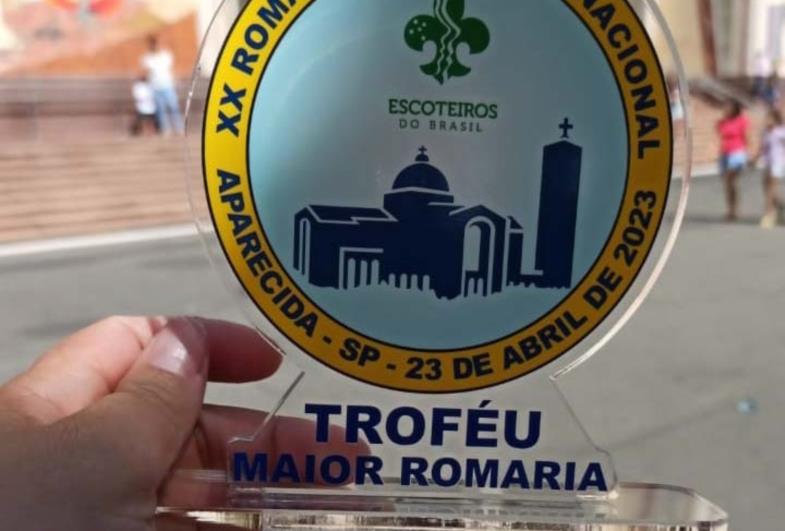 XX ROMA
NACIONAL
ESCOTEIROS
DO BRASIL
APARECIDA - SP - 23 DE ABRIL DE 2023
TROFÉU
MAIOR ROMARIA